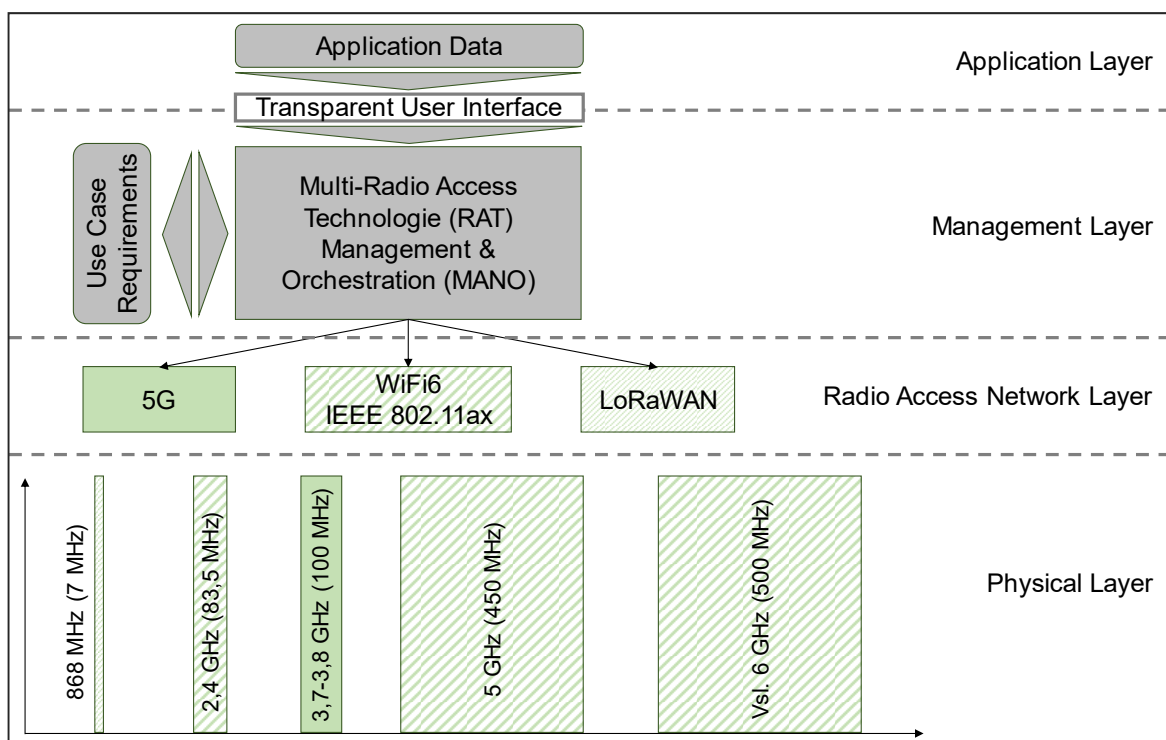 Application Data
Application Layer
Transparent User Interface
Use Case
Requirements
Multi-Radio Access
Technologie (RAT)
Management &
Orchestration (MANO)
Management Layer
5G
WiFi6
IEEE 802.11ax
LoRaWAN
Radio Access Network Layer
868 MHz (7 MHz)
2,4 GHz (83,5 MHz)
3,7-3,8 GHz (100 MHz)
5 GHz (450 MHz)
Vsl. 6 GHz (500 MHz)
Physical Layer